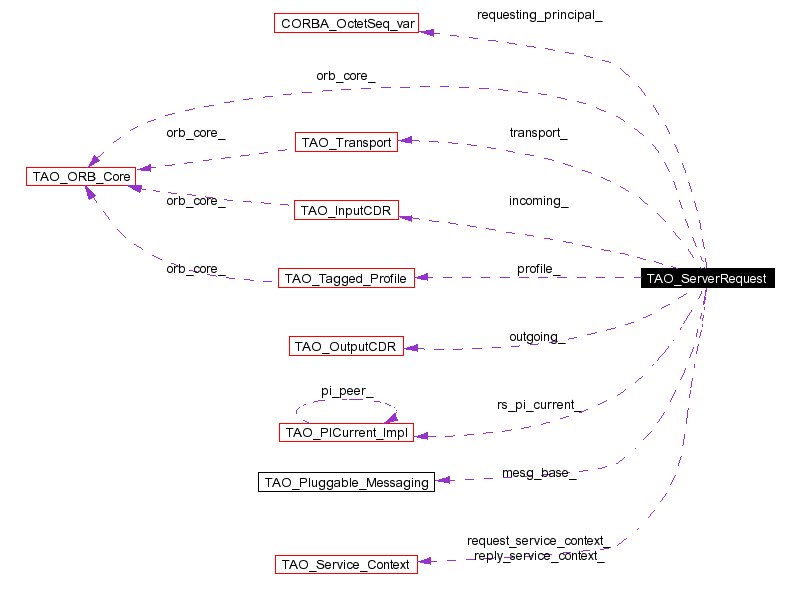 requesting_principal_
CORBA_OctetSeq_var
orb_core_
orb_core_
TAO_Transport
transport_
TAO_ORB_Core
orb_core_
TAO_InputCDR
incoming_
orb_core_
TAO_Tagged_Profile
profile_
TAO_ServerRequest
TAO_OutputCDR
outgoing_
pi_peer_
TAO_PICurrent_Impl
rs_pi_current_
TAO_Pluggable_Messaging
mesg_base_
request_service_context_
reply_service_context_
TAO_Service_Context